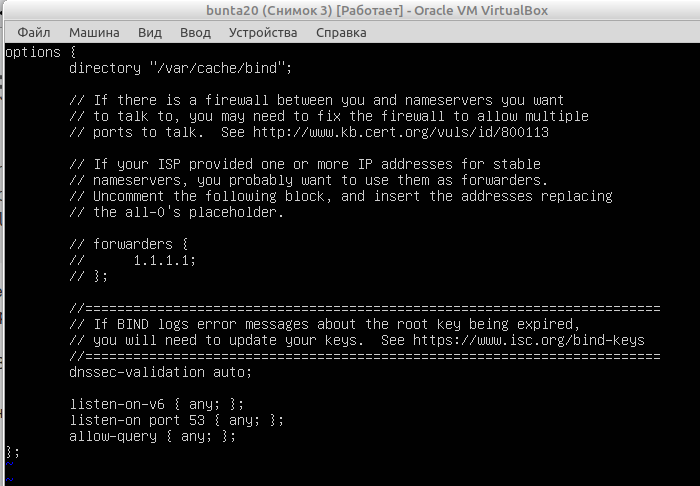 bunta20 (Снимок 3) [Работает] - Oracle VM VirtualBox
Файл Машина Вид Ввод Устройства Справка
options {
        directory "/var/cache/bind";

        // If there is a firewall between you and nameservers you want
        // to talk to, you may need to fix the firewall to allow multiple
        // ports to talk.  See http://www.kb.cert.org/vuls/id/800113

        // If your ISP provided one or more IP addresses for stable
        // nameservers, you probably want to use them as forwarders.
        // Uncomment the following block, and insert the addresses replacing
        // the all-0's placeholder.

        // forwarders {
        //      1.1.1.1;
        // };

        //========================================================================
        // If BIND logs error messages about the root key being expired,
        // you will need to update your keys.  See https://www.isc.org/bind-keys
        //========================================================================
        dnssec-validation auto;

        listen-on-v6 { any; };
        listen-on port 53 { any; };
        allow-query { any; };
};
~
~